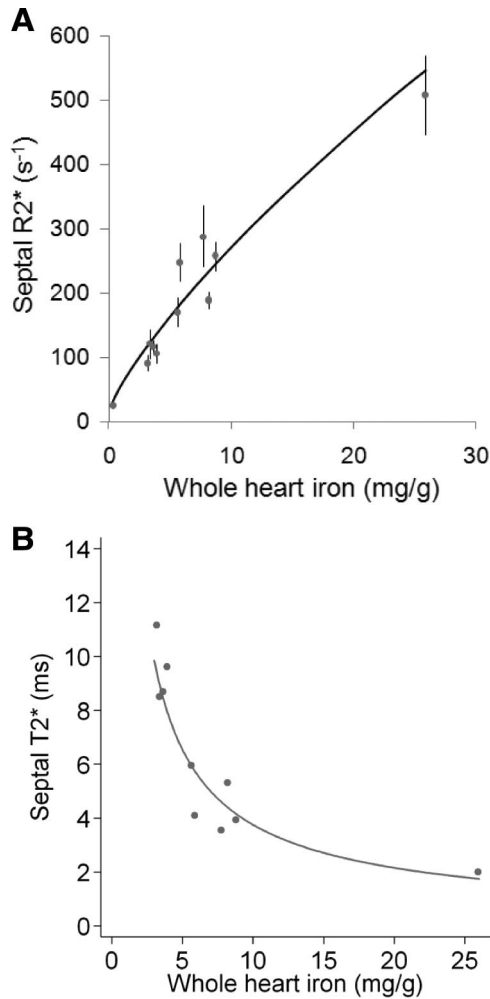 A
Septal R2* (s⁻¹)
600
500
400
300
200
100
0
0 10 20 30
Whole heart iron (mg/g)
B
Septal T2* (ms)
14
12
10
8
6
4
2
0
0 5 10 15 20 25
Whole heart iron (mg/g)